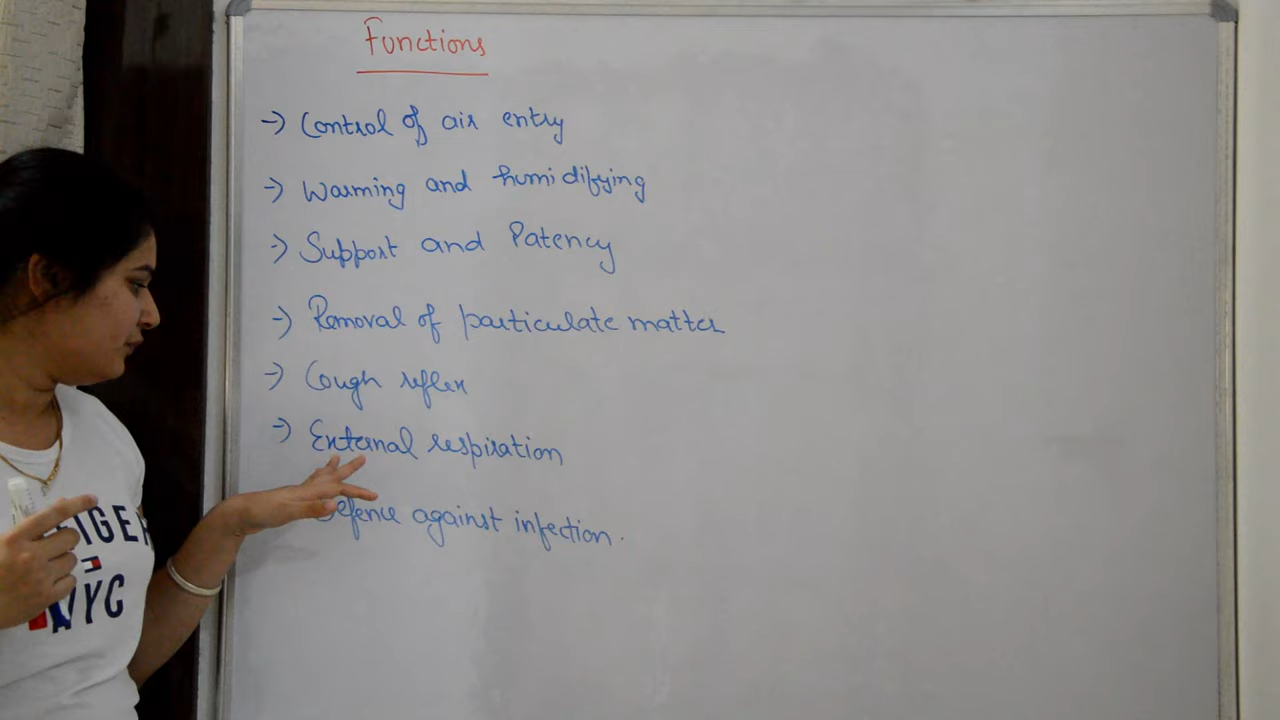 Functions
→ Control of air entry
→ Warming and humidifying
→ Support and Patency
→ Removal of particulate matter
→ Cough reflex
→ External respiration
Defence against infection.
NYC